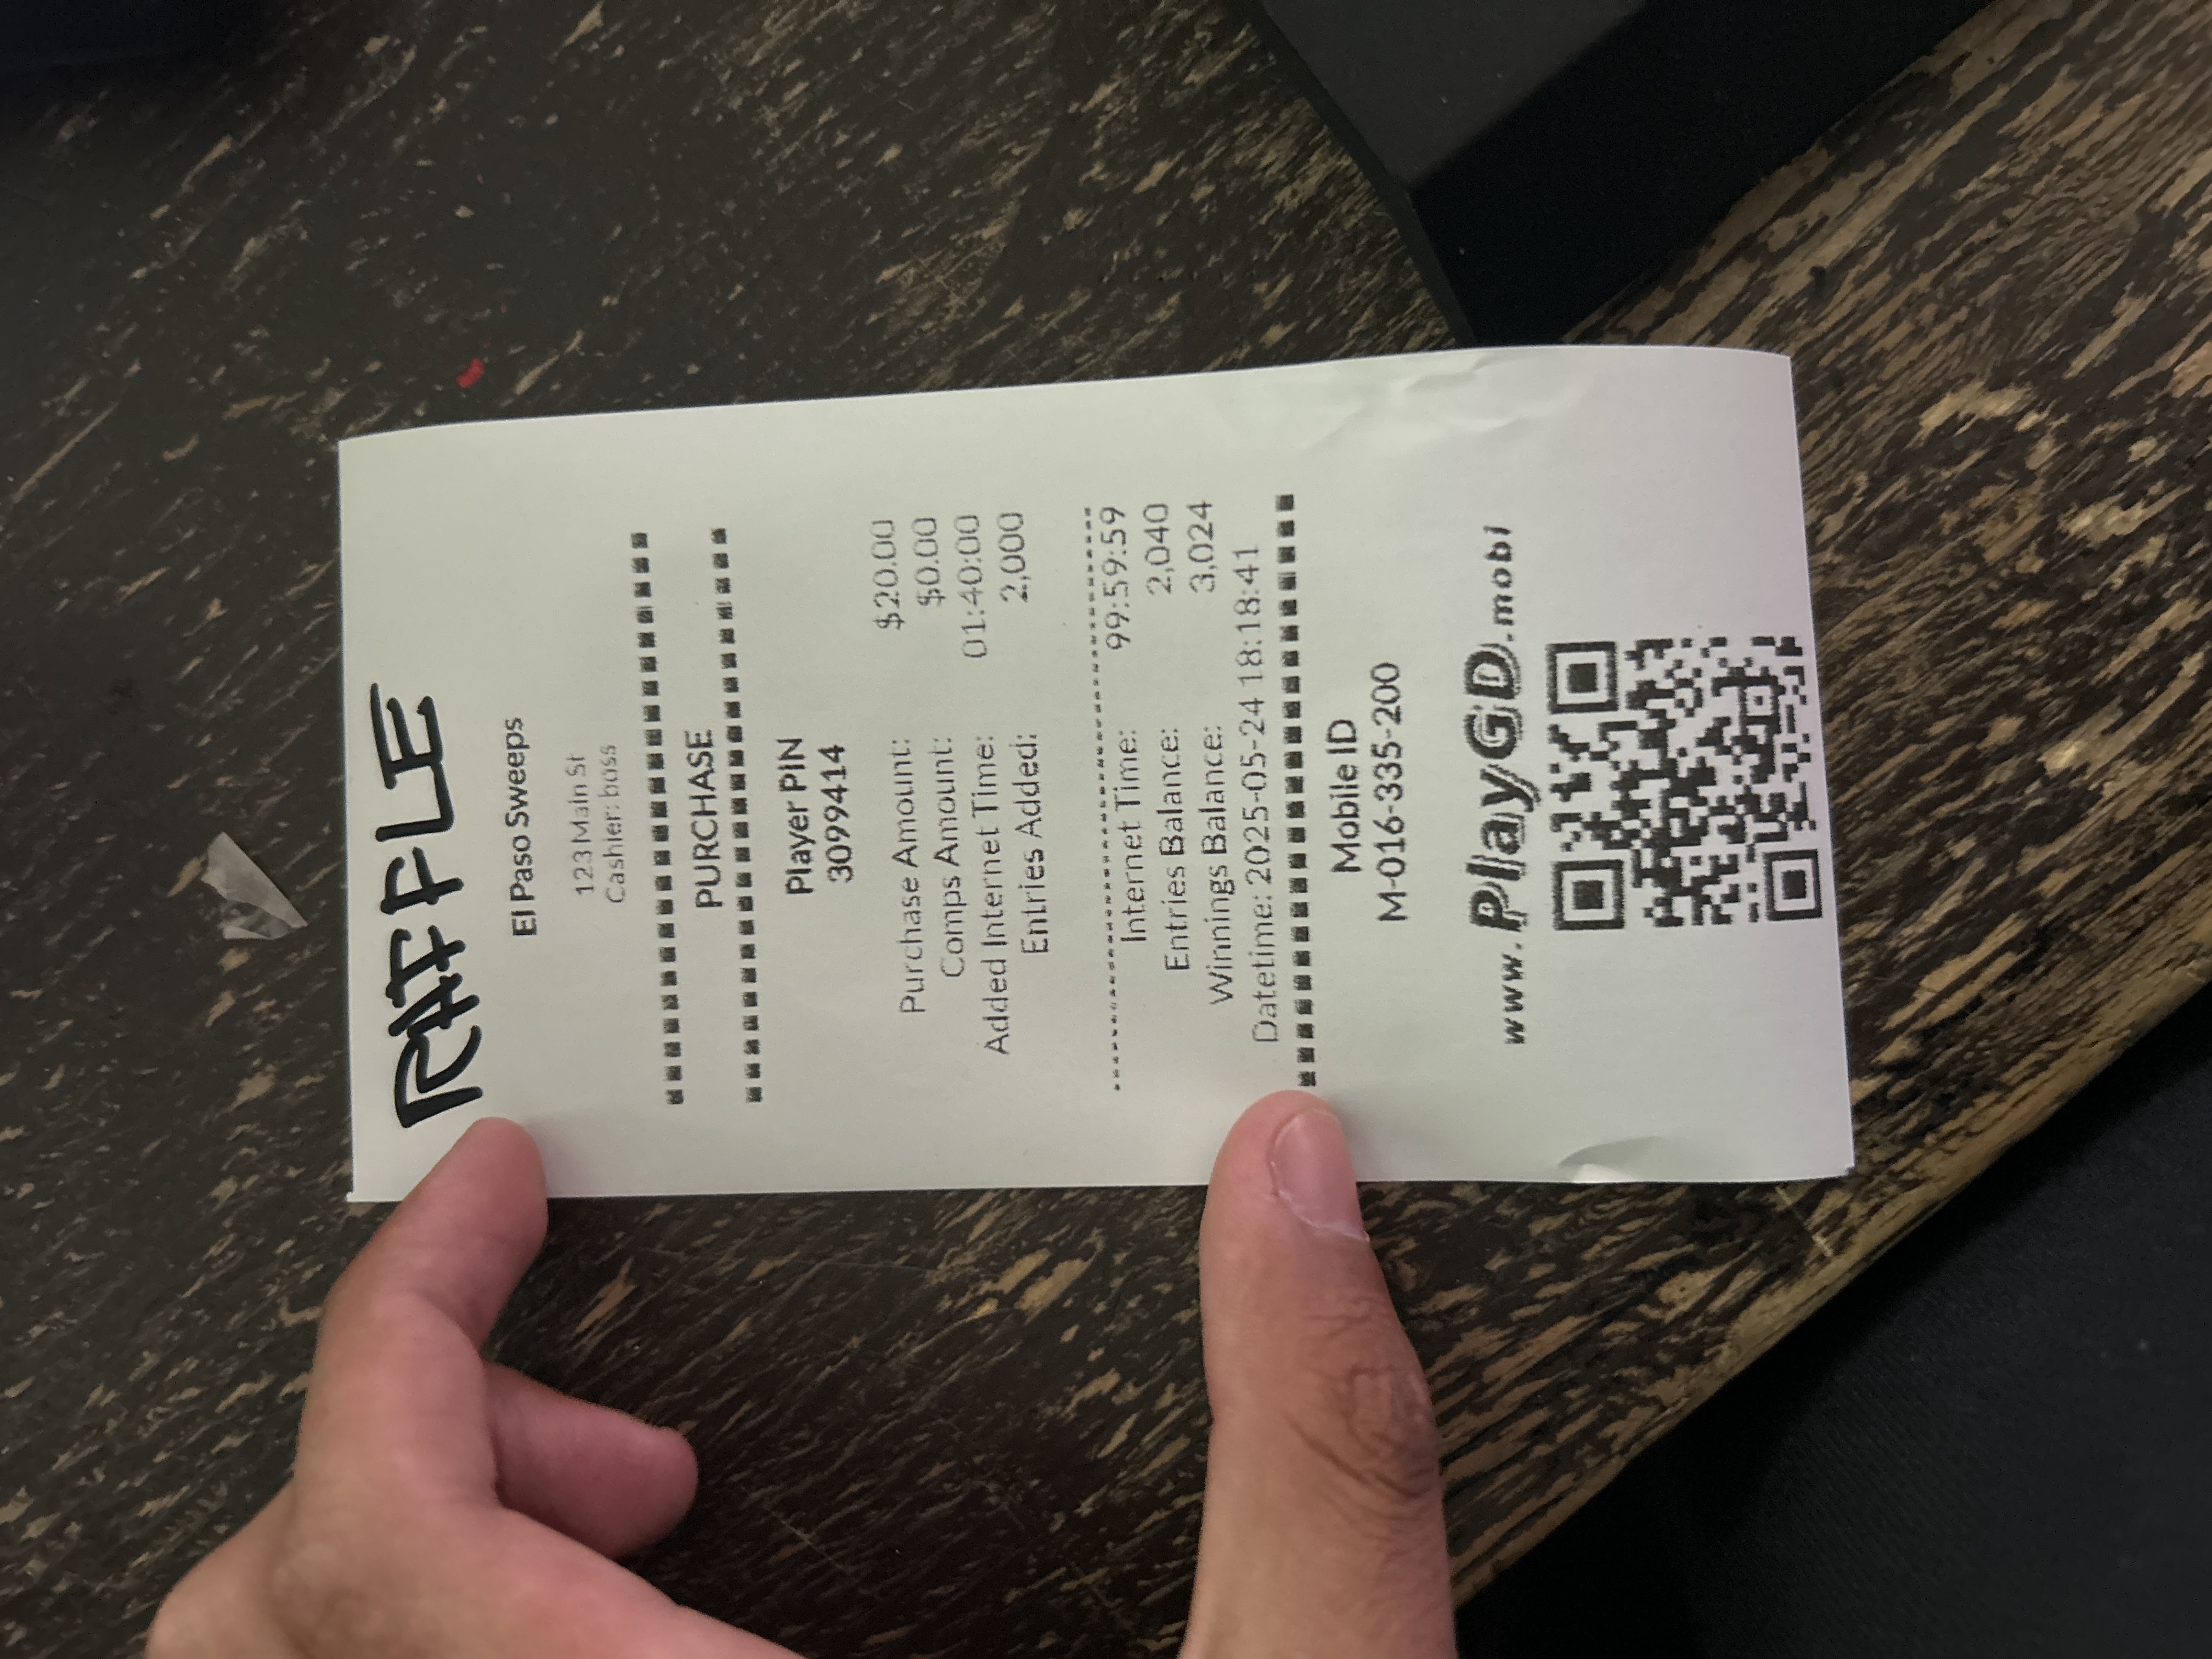 RAFFLE
El Paso Sweeps
123 Main St
Cashier: boss
PURCHASE
Player PIN
3099414
Purchase Amount: $20.00
Comps Amount: $0.00
Added Internet Time: 01:40:00
Entries Added: 2,000
Internet Time: 99:59:59
Entries Balance: 2,040
Winnings Balance: 3,024
Datetime: 2025-05-24 18:18:41
Mobile ID
M-016-335-200
www.PlayGD.mobi